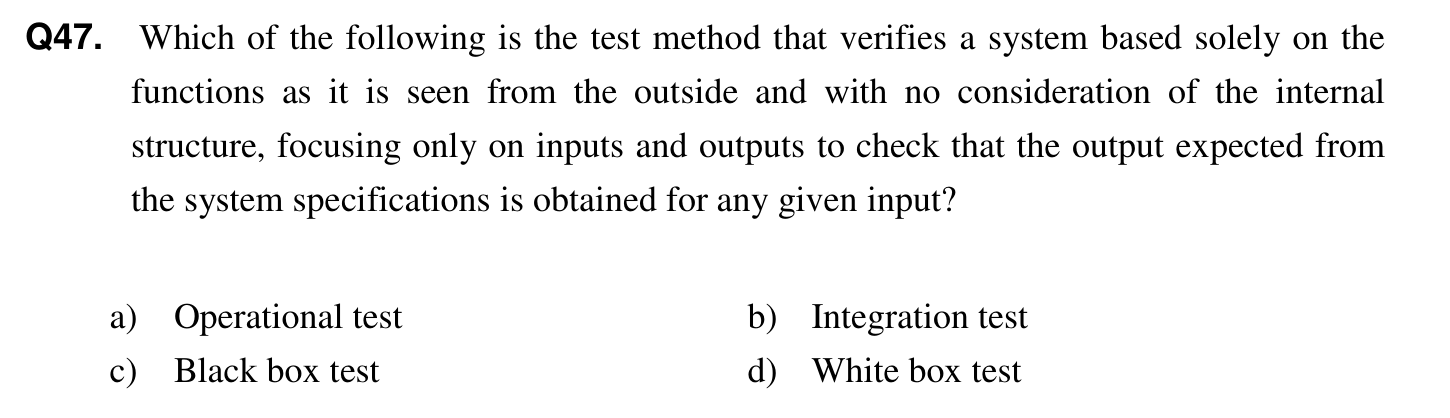 Q47. Which of the following is the test method that verifies a system based solely on the
functions as it is seen from the outside and with no consideration of the internal
structure, focusing only on inputs and outputs to check that the output expected from
the system specifications is obtained for any given input?
a) Operational test b) Integration test
c) Black box test d) White box test